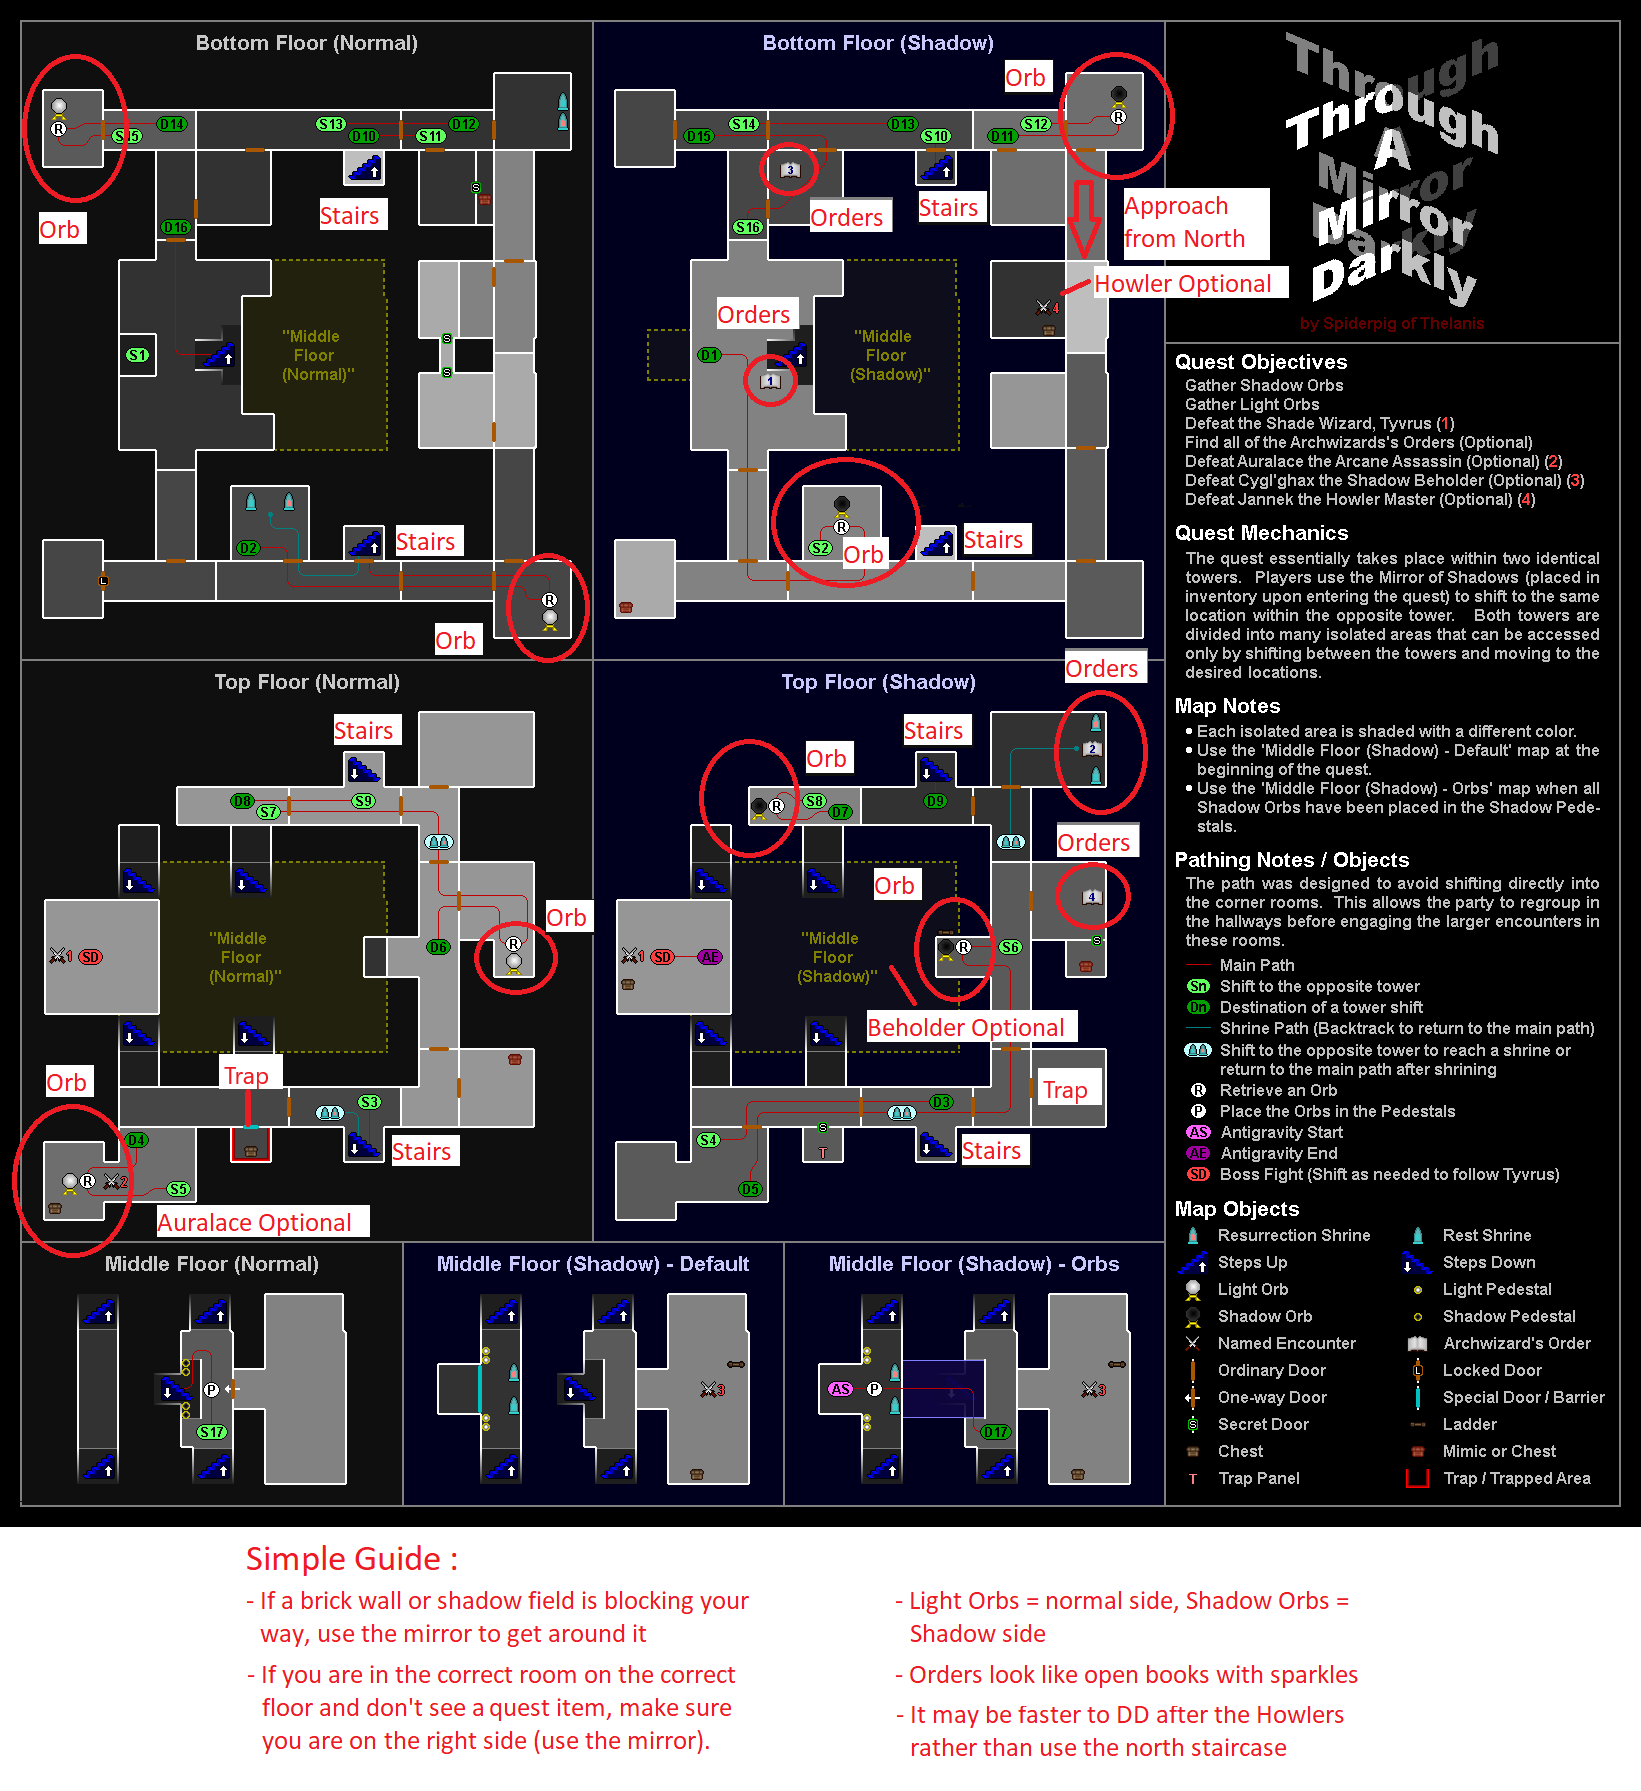 Bottom Floor (Normal)
Orb
S15
D14
S13
D10
S11
D12
Stairs
S
D16
S1
"Middle
Floor
(Normal)"
S
S
D2
Stairs
L
R
R
Orb
Bottom Floor (Shadow)
Orb
D15
S14
D13
S10
D11
S12
R
3
Orders
Stairs
S16
Approach
from North
Howler Optional
4
Orders
D1
1
"Middle
Floor
(Shadow)"
R
S2
Orb
Stairs
Through
Through
A
Mirror
Mirror
Darkly
Darkly
by Spiderpig of Thelanis
Quest Objectives
Gather Shadow Orbs
Gather Light Orbs
Defeat the Shade Wizard, Tyvrus (1)
Find all of the Archwizards's Orders (Optional)
Defeat Auralace the Arcane Assassin (Optional) (2)
Defeat Cygl'ghax the Shadow Beholder (Optional) (3)
Defeat Jannek the Howler Master (Optional) (4)
Quest Mechanics
The quest essentially takes place within two identical
towers. Players use the Mirror of Shadows (placed in
inventory upon entering the quest) to shift to the same
location within the opposite tower. Both towers are
divided into many isolated areas that can be accessed
only by shifting between the towers and moving to the
desired locations.
Map Notes
• Each isolated area is shaded with a different color.
• Use the 'Middle Floor (Shadow) - Default' map at the
beginning of the quest.
• Use the 'Middle Floor (Shadow) - Orbs' map when all
Shadow Orbs have been placed in the Shadow Pede-
stals.
Pathing Notes / Objects
The path was designed to avoid shifting directly into
the corner rooms. This allows the party to regroup in
the hallways before engaging the larger encounters in
these rooms.
Main Path
Sn Shift to the opposite tower
Dn Destination of a tower shift
Shrine Path (Backtrack to return to the main path)
Shift to the opposite tower to reach a shrine or
return to the main path after shrining
R Retrieve an Orb
P Place the Orbs in the Pedestals
AS Antigravity Start
AE Antigravity End
SD Boss Fight (Shift as needed to follow Tyvrus)
Map Objects
Resurrection Shrine
Rest Shrine
Steps Up
Steps Down
Light Orb
Light Pedestal
Shadow Orb
Shadow Pedestal
Named Encounter
Archwizard's Order
Ordinary Door
L Locked Door
One-way Door
Special Door / Barrier
S Secret Door
Ladder
Chest
Mimic or Chest
T Trap Panel
Trap / Trapped Area
Top Floor (Normal)
Stairs
D8
S7
S9
1
SD
"Middle
Floor
(Normal)"
D6
R
Orb
Orb
Trap
D4
S3
R
2
S5
Stairs
Auralace Optional
Top Floor (Shadow)
Orders
Stairs
Orb
2
R
S8
D7
D9
Orders
Orb
4
1
SD
AE
"Middle
Floor
(Shadow)"
R
S6
S
Beholder Optional
Trap
D3
S4
S
T
D5
Stairs
Middle Floor (Normal)
P
S17
Middle Floor (Shadow) - Default
3
Middle Floor (Shadow) - Orbs
AS
P
3
D17
Simple Guide :
- If a brick wall or shadow field is blocking your
way, use the mirror to get around it
- If you are in the correct room on the correct
floor and don't see a quest item, make sure
you are on the right side (use the mirror).
- Light Orbs = normal side, Shadow Orbs =
Shadow side
- Orders look like open books with sparkles
- It may be faster to DD after the Howlers
rather than use the north staircase